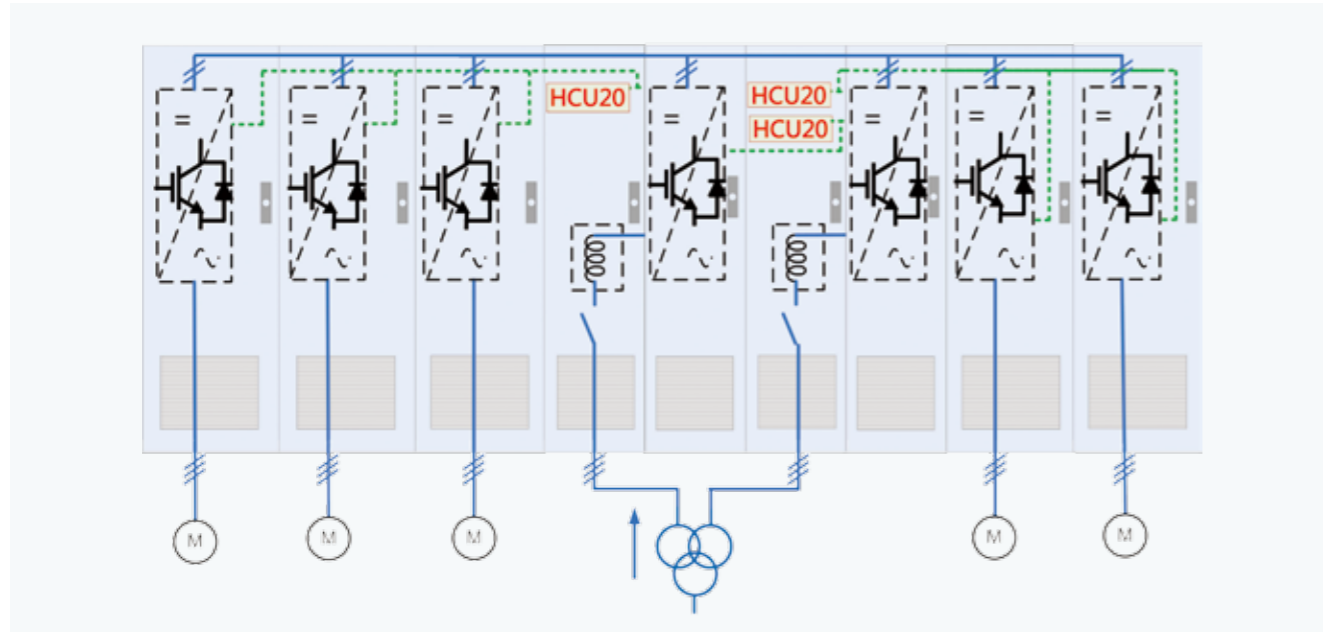 HCU20
HCU20
HCU20
=
=
=
=
=
=
=
~
~
~
~
~
~
~
M
M
M
M
M